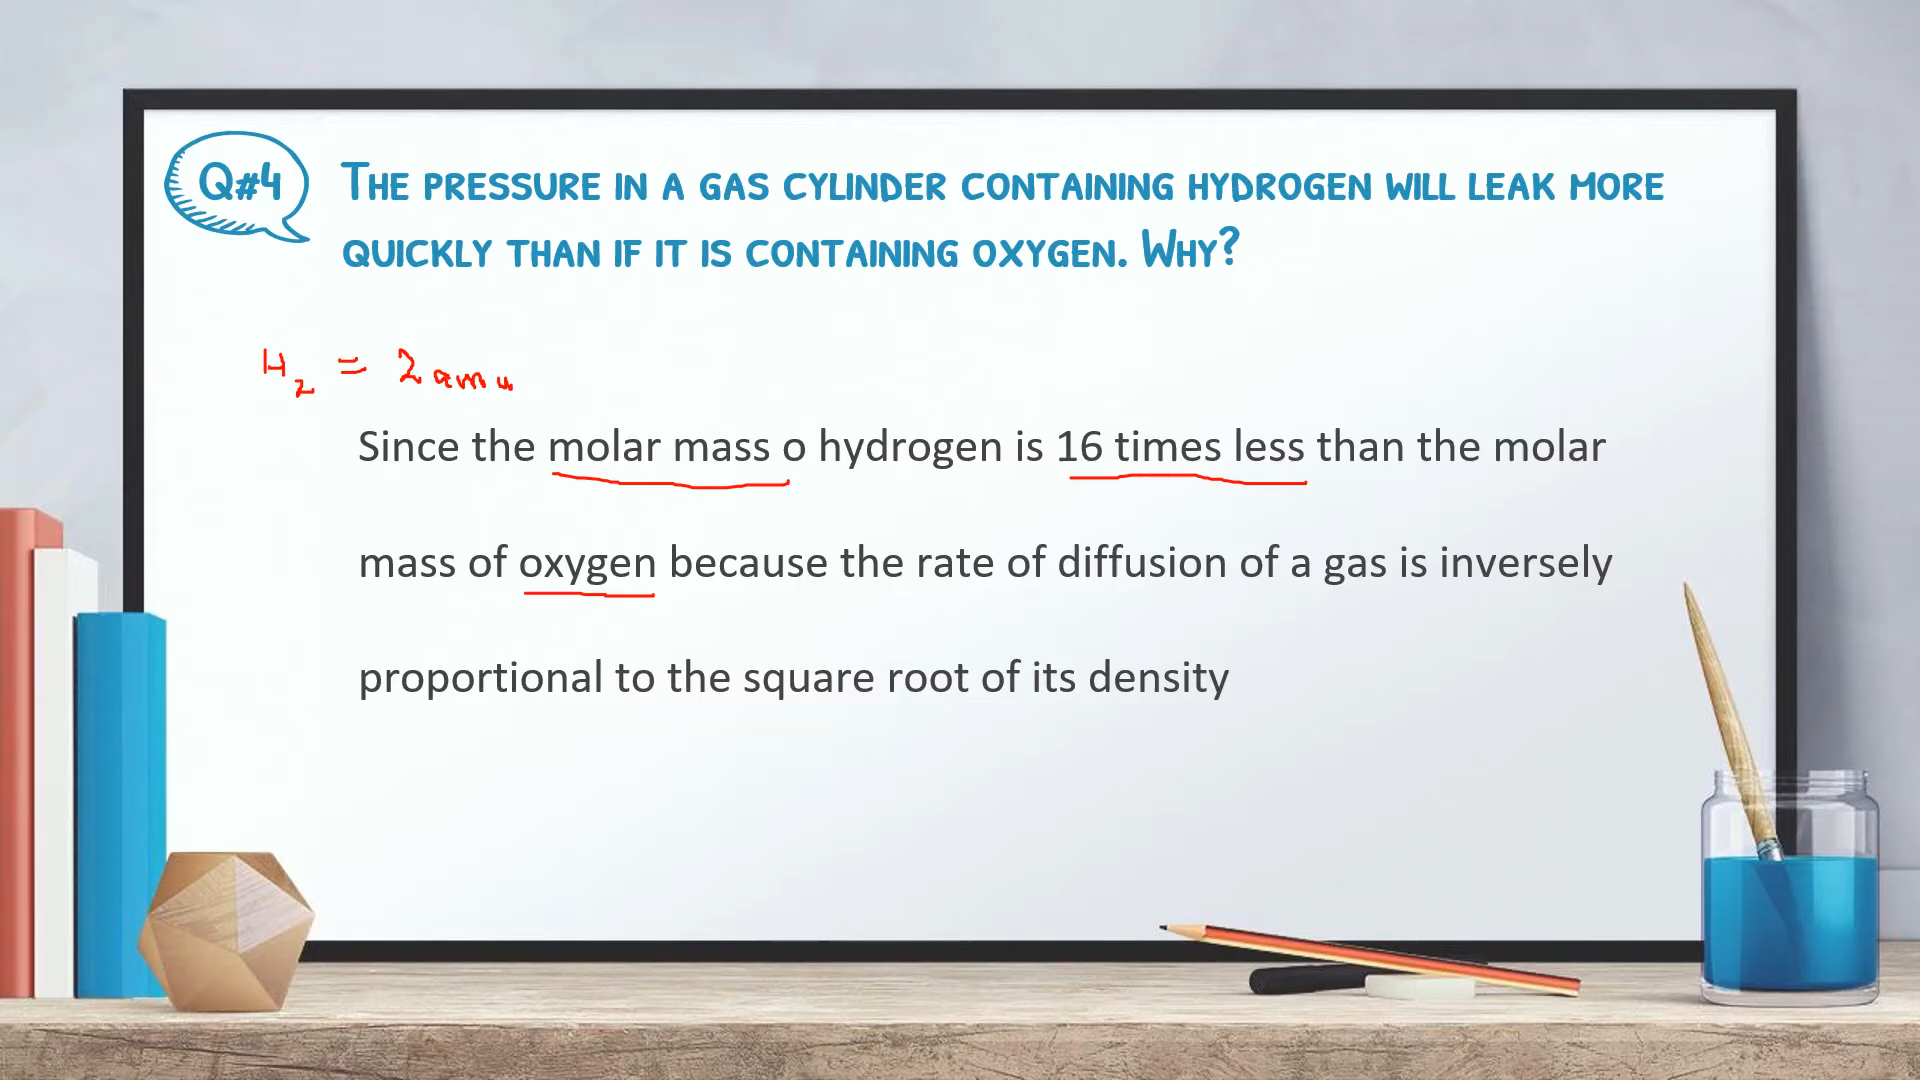 Q#4 THE PRESSURE IN A GAS CYLINDER CONTAINING HYDROGEN WILL LEAK MORE
QUICKLY THAN IF IT IS CONTAINING OXYGEN. WHY?
H2 = 2amu
Since the molar mass o hydrogen is 16 times less than the molar
mass of oxygen because the rate of diffusion of a gas is inversely
proportional to the square root of its density